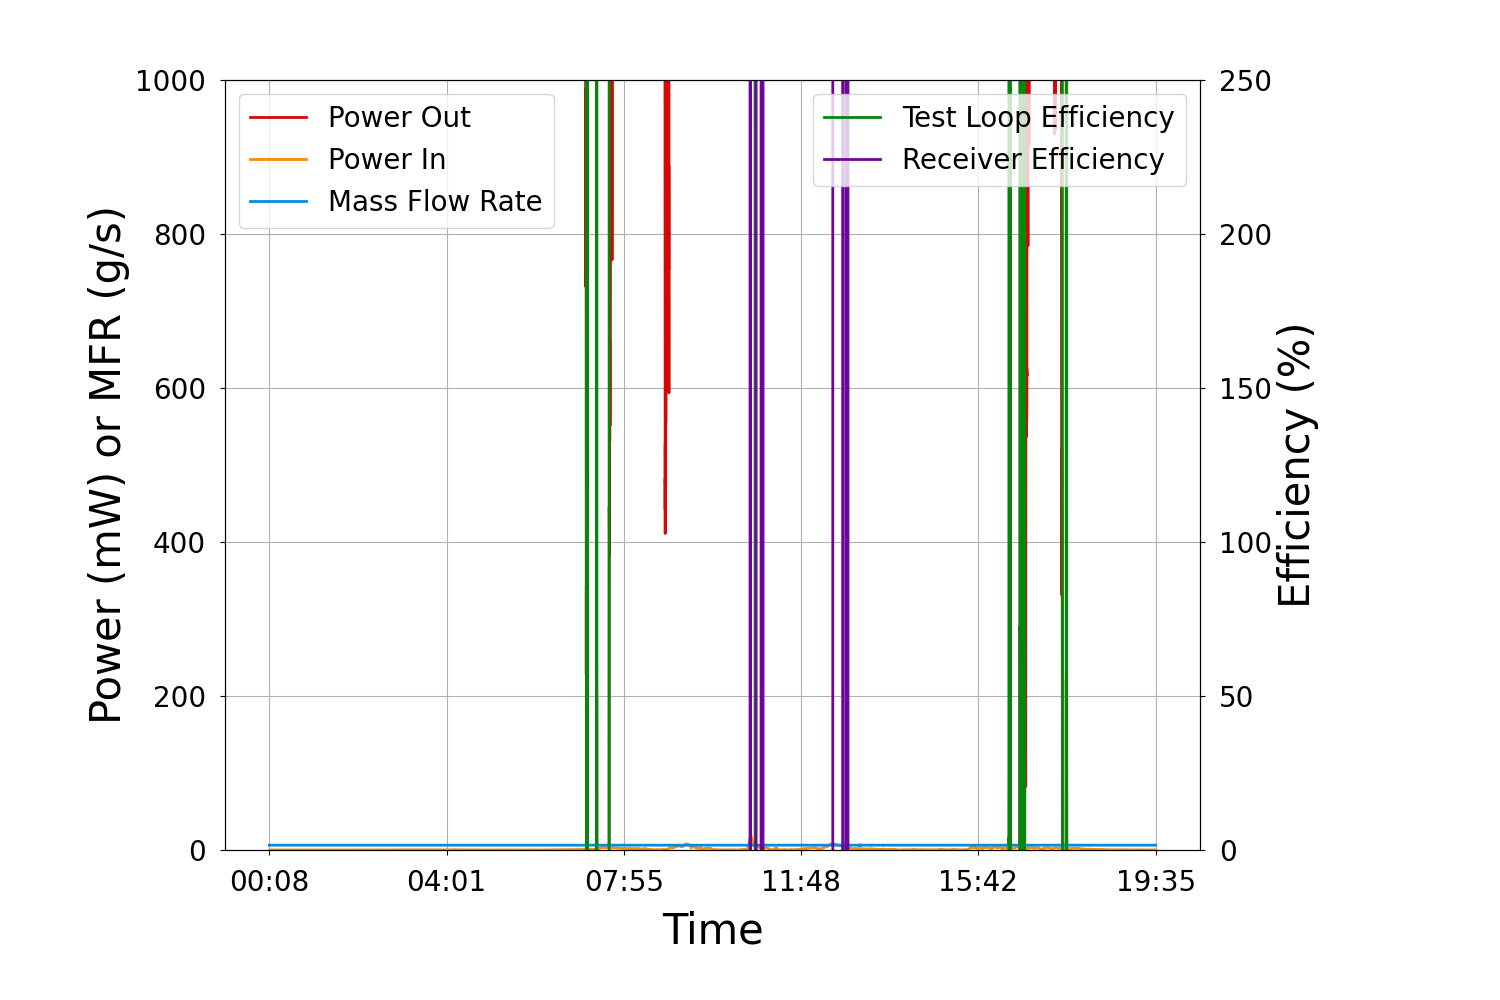 1000
800
600
400
200
0
Power (mW) or MFR (g/s)
Power Out
Power In
Mass Flow Rate
Test Loop Efficiency
Receiver Efficiency
250
200
150
100
50
0
Efficiency (%)
00:08 04:01 07:55 11:48 15:42 19:35
Time